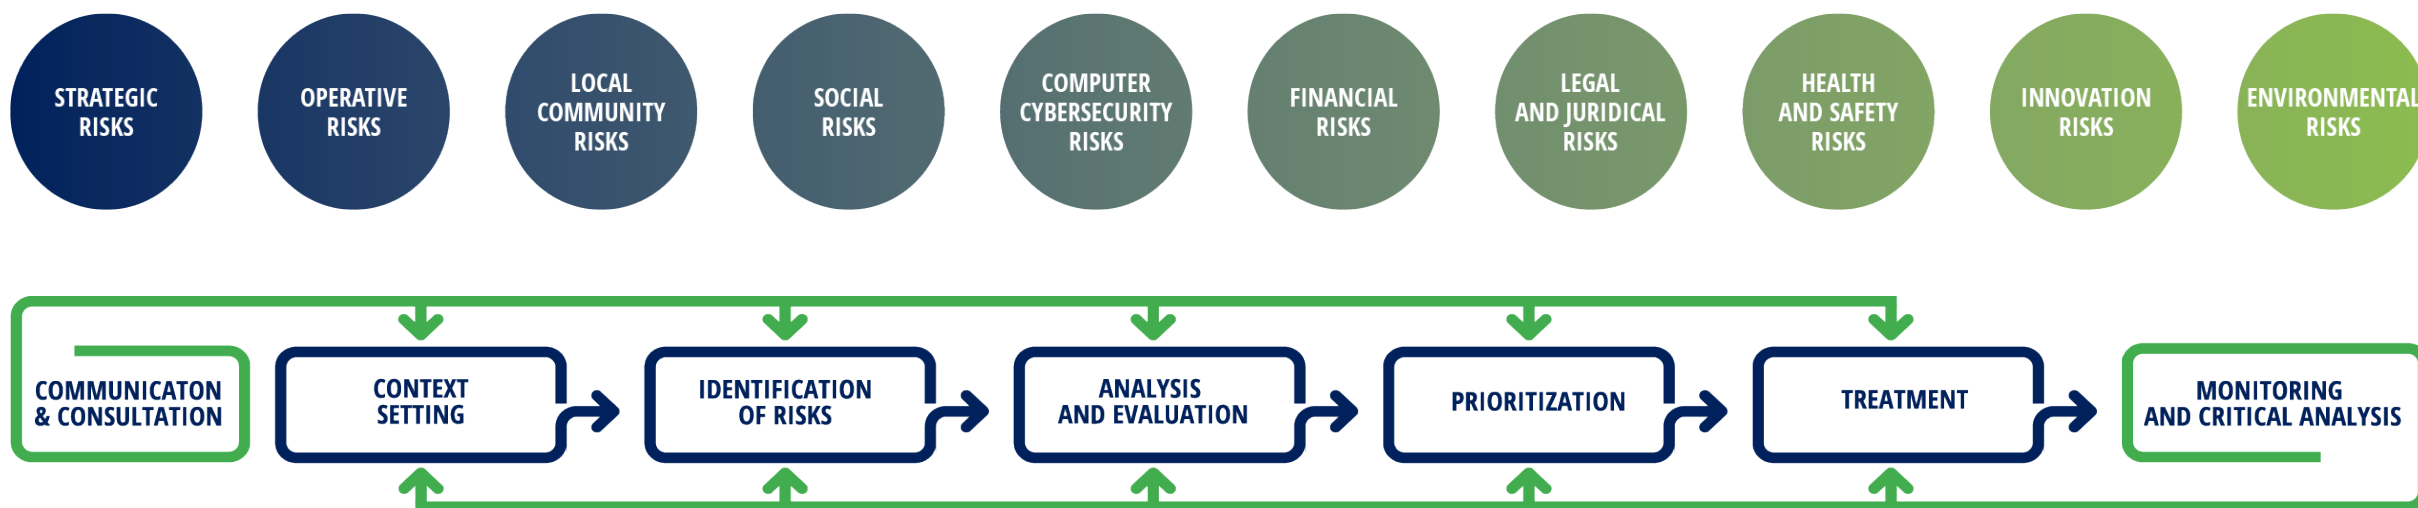 STRATEGIC
RISKS
OPERATIVE
RISKS
LOCAL
COMMUNITY
RISKS
SOCIAL
RISKS
COMPUTER
CYBERSECURITY
RISKS
FINANCIAL
RISKS
LEGAL
AND JURIDICAL
RISKS
HEALTH
AND SAFETY
RISKS
INNOVATION
RISKS
ENVIRONMENTAL
RISKS
COMMUNICATON
& CONSULTATION
CONTEXT
SETTING
IDENTIFICATION
OF RISKS
ANALYSIS
AND EVALUATION
PRIORITIZATION
TREATMENT
MONITORING
AND CRITICAL ANALYSIS